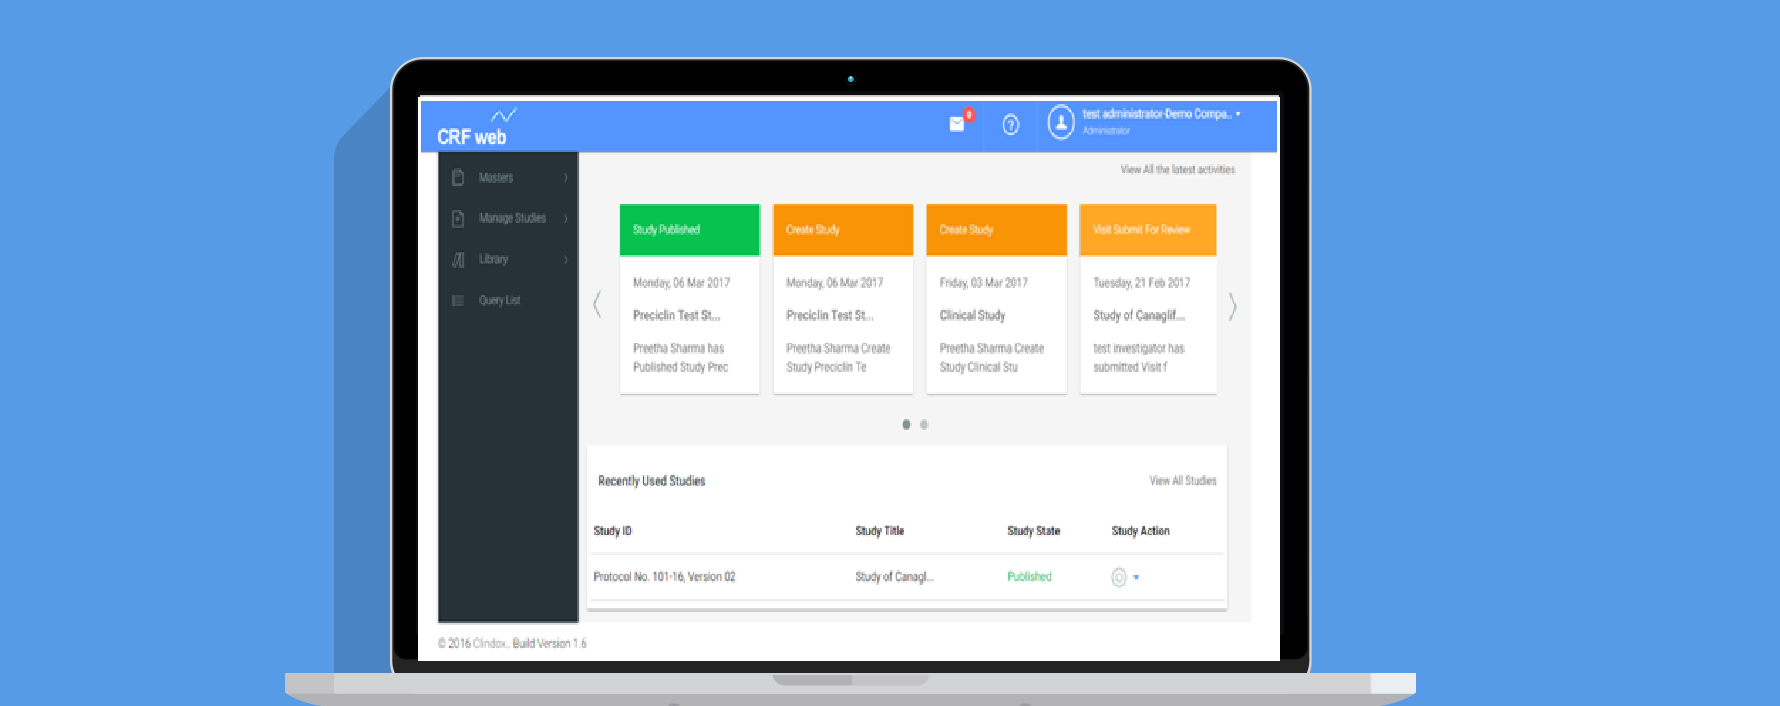 CRF web
9
?
test administrator-Demo Compa..
Administrator
Masters
Manage Studies
Library
Query List
View All the latest activities
Study Published
Monday, 06 Mar 2017
Preciclin Test St...
Preetha Sharma has
Published Study Prec
Create Study
Monday, 06 Mar 2017
Preciclin Test St...
Preetha Sharma Create
Study Preciclin Te
Create Study
Friday, 03 Mar 2017
Clinical Study
Preetha Sharma Create
Study Clinical Stu
Visit Submit For Review
Tuesday, 21 Feb 2017
Study of Canaglif...
test investigator has
submitted Visit f
Recently Used Studies
View All Studies
Study ID Study Title Study State Study Action
Protocol No. 101-16, Version 02 Study of Canagl... Published
© 2016 Clindox.. Build Version 1.6